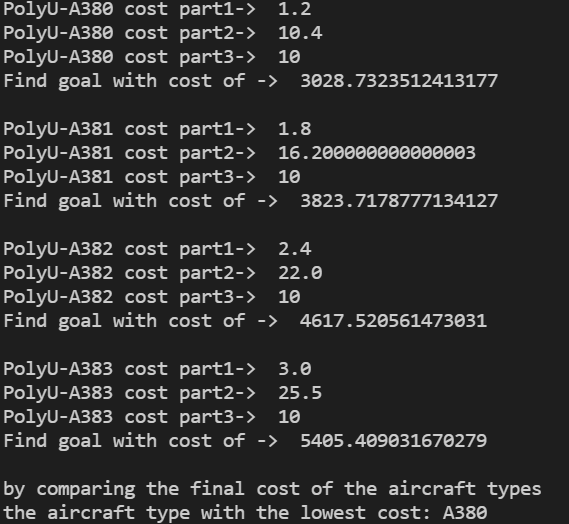 PolyU-A380 cost part1-> 1.2
PolyU-A380 cost part2-> 10.4
PolyU-A380 cost part3-> 10
Find goal with cost of -> 3028.7323512413177
PolyU-A381 cost part1-> 1.8
PolyU-A381 cost part2-> 16.200000000000003
PolyU-A381 cost part3-> 10
Find goal with cost of -> 3823.7178777134127
PolyU-A382 cost part1-> 2.4
PolyU-A382 cost part2-> 22.0
PolyU-A382 cost part3-> 10
Find goal with cost of -> 4617.520561473031
PolyU-A383 cost part1-> 3.0
PolyU-A383 cost part2-> 25.5
PolyU-A383 cost part3-> 10
Find goal with cost of -> 5405.409031670279
by comparing the final cost of the aircraft types
the aircraft type with the lowest cost: A380